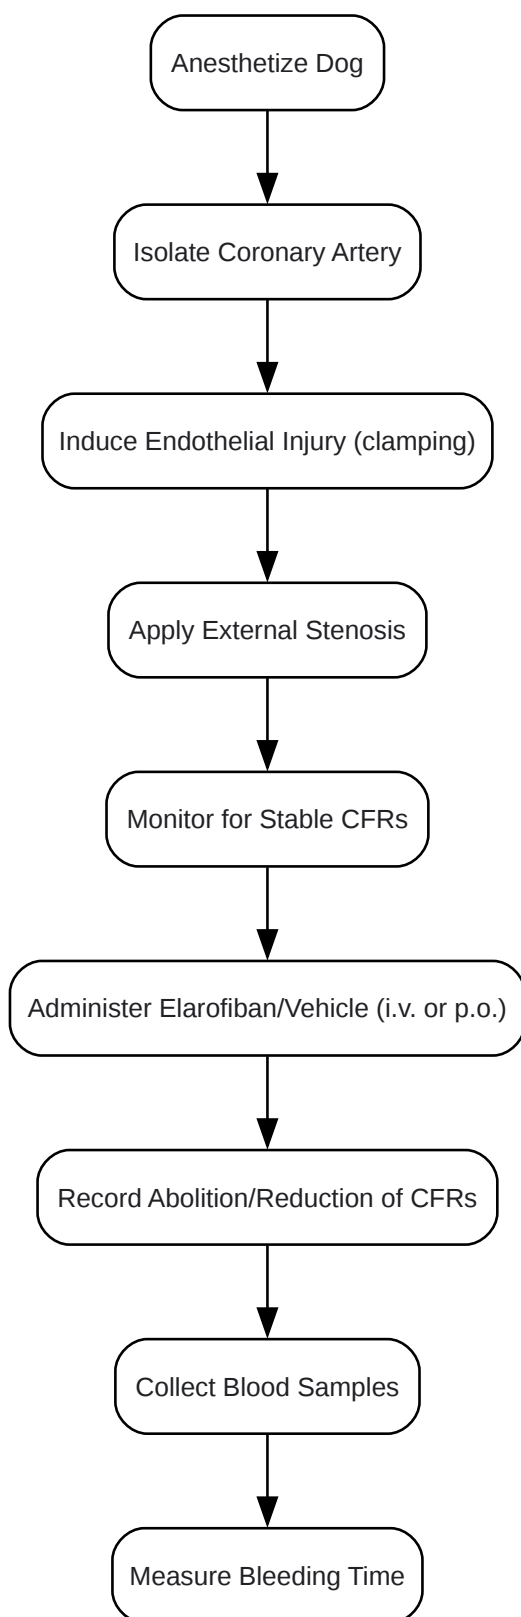 Anesthetize Dog
Isolate Coronary Artery
Induce Endothelial Injury (clamping)
Apply External Stenosis
Monitor for Stable CFRs
Administer Elarofiban/Vehicle (i.v. or p.o.)
Record Abolition/Reduction of CFRs
Collect Blood Samples
Measure Bleeding Time